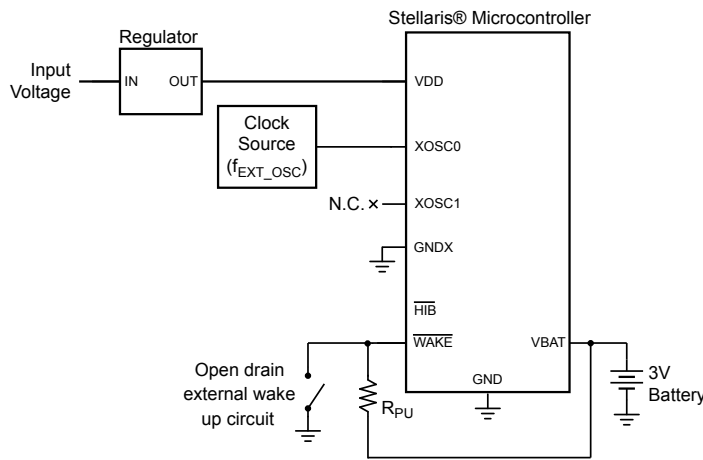 Stellaris® Microcontroller
Regulator
Input
Voltage
IN
OUT
VDD
Clock
Source
(fEXT_OSC)
XOSC0
N.C.
XOSC1
GNDX
HIB
WAKE
VBAT
Open drain
external wake
up circuit
RPU
GND
3V
Battery